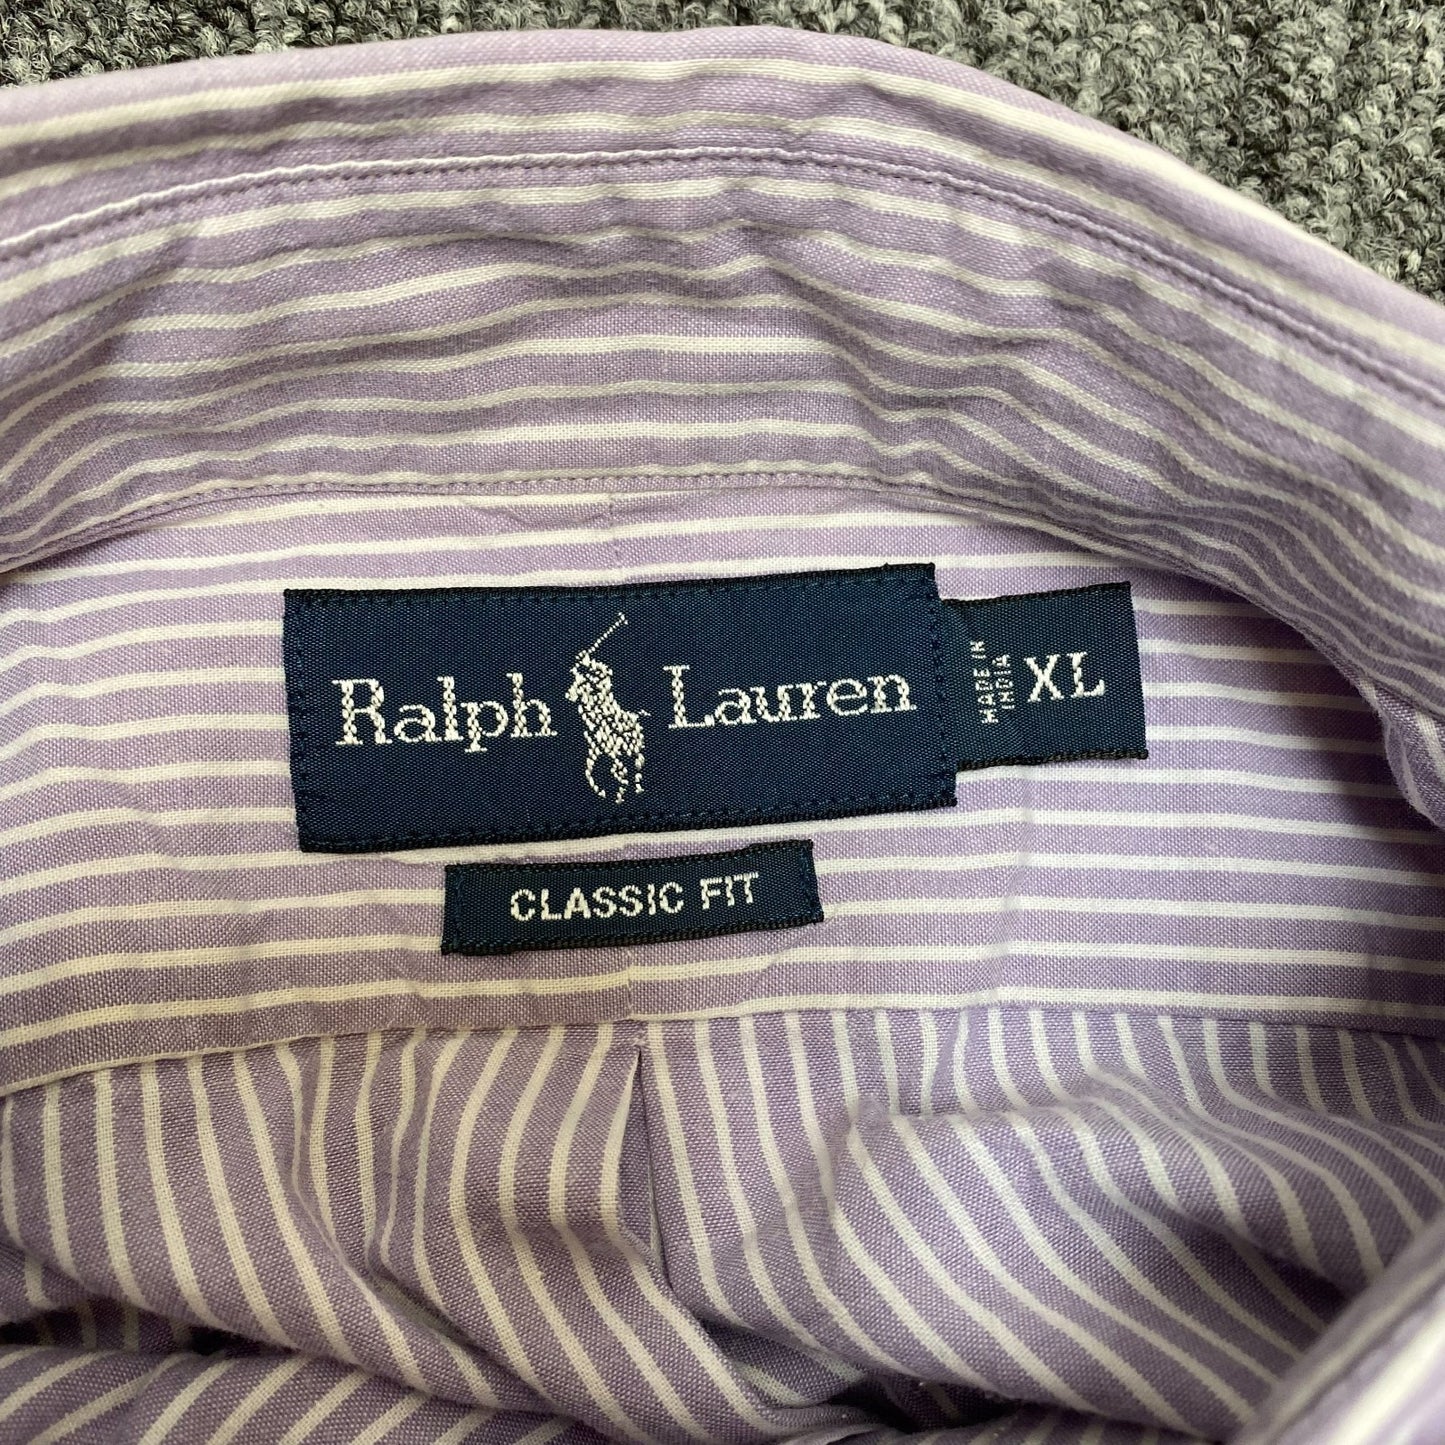 Ralph Lauren
MADE IN
INDIA
XL
CLASSIC FIT